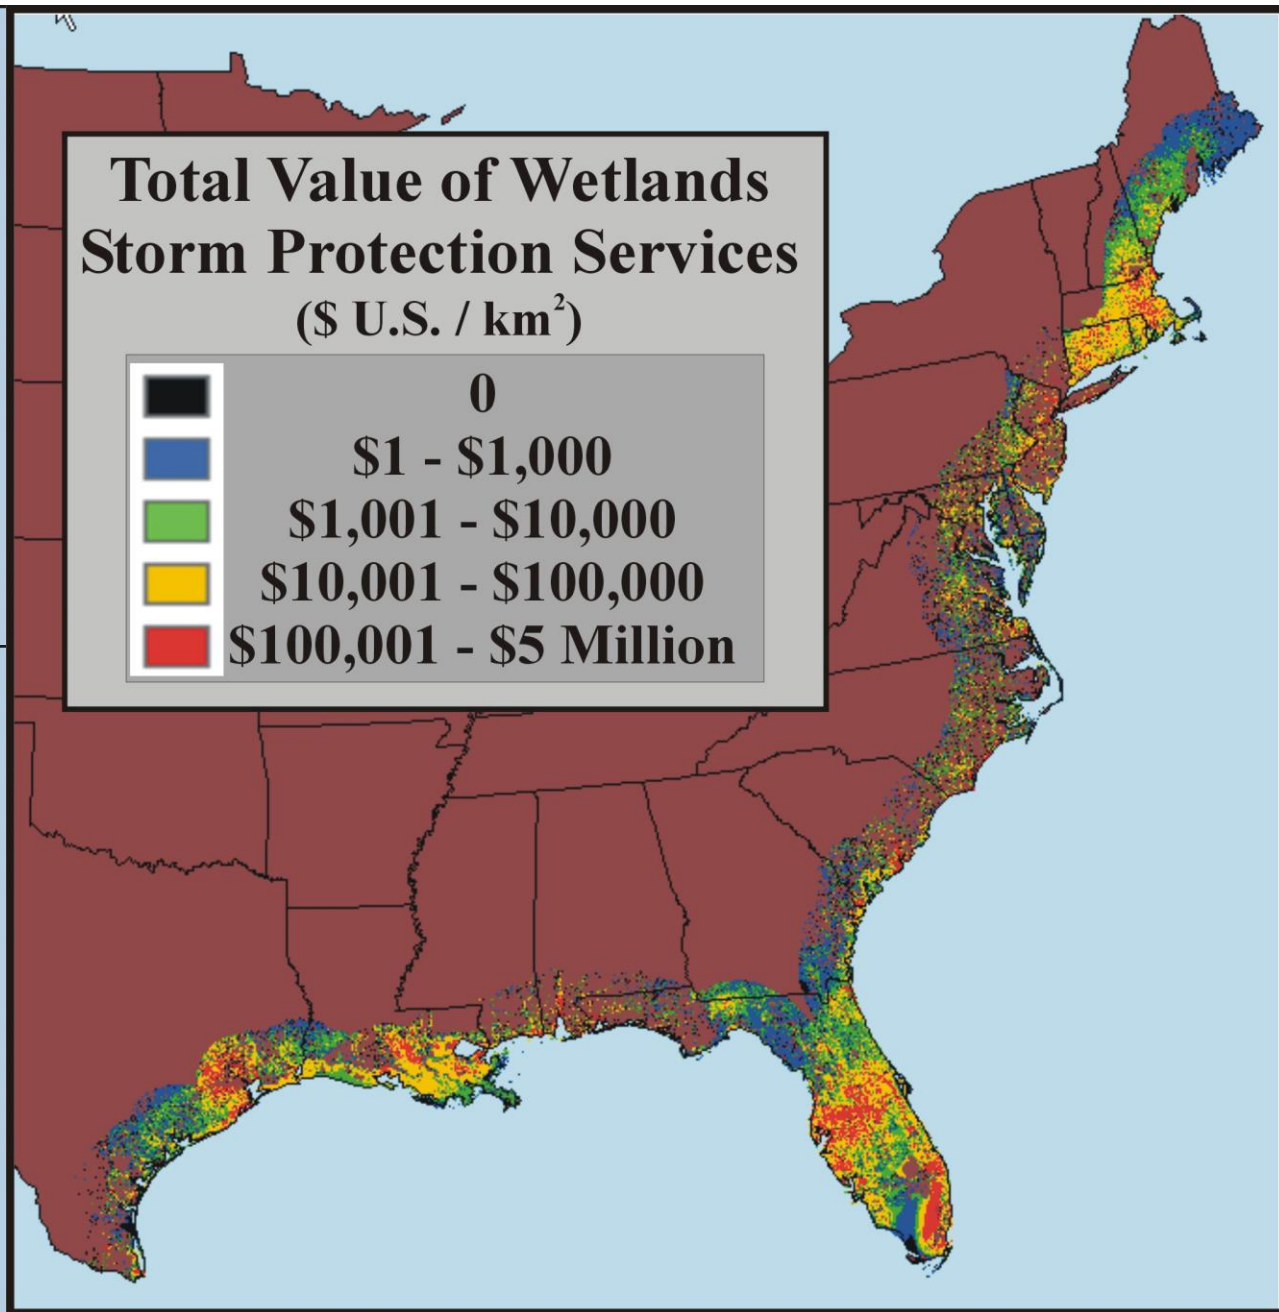 Total Value of Wetlands
Storm Protection Services
($ U.S. / km²)
0
$1 - $1,000
$1,001 - $10,000
$10,001 - $100,000
$100,001 - $5 Million